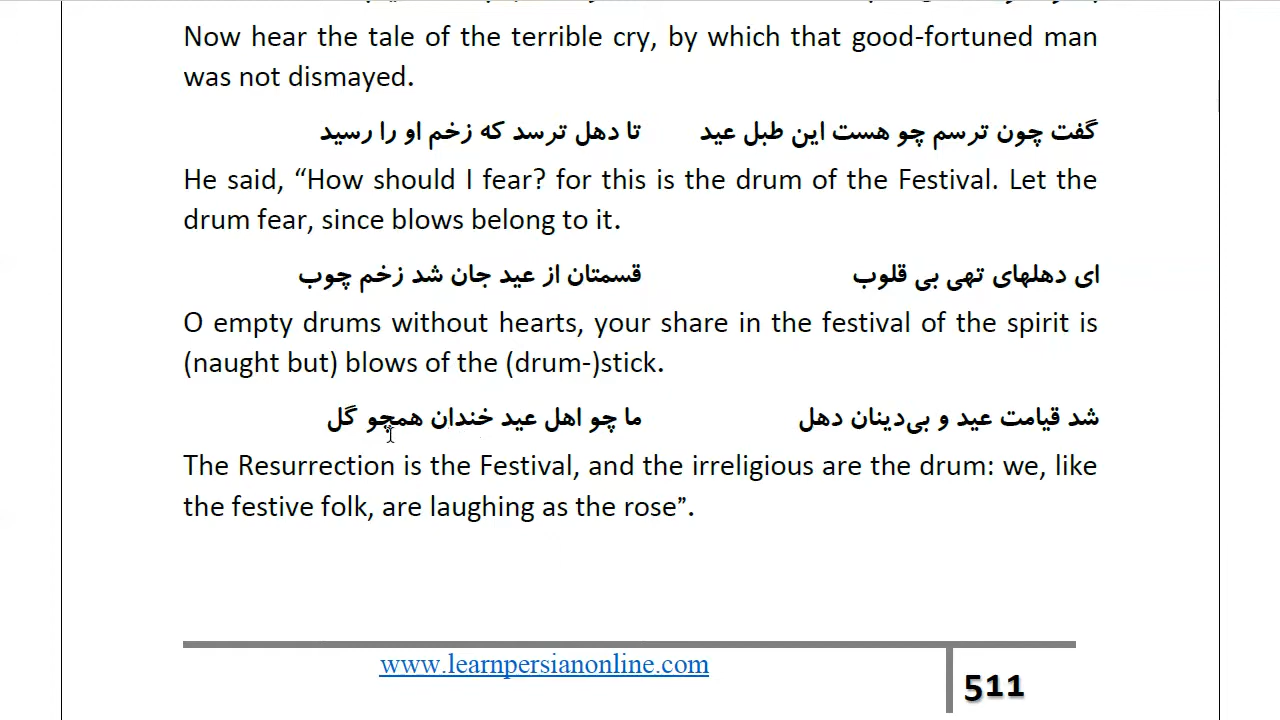 Now hear the tale of the terrible cry, by which that good-fortuned man
was not dismayed.
گفت چون ترسم چو هست این طبل عید تا دهل ترسد که زخم او را رسید
He said, “How should I fear? for this is the drum of the Festival. Let the
drum fear, since blows belong to it.
ای دهلهای تهی بی قلوب قسمتان از عید جان شد زخم چوب
O empty drums without hearts, your share in the festival of the spirit is
(naught but) blows of the (drum-)stick.
شد قیامت عید و بی‌دینان دهل ما چو اهل عید خندان همچو گل
The Resurrection is the Festival, and the irreligious are the drum: we, like
the festive folk, are laughing as the rose”.
www.learnpersianonline.com
511